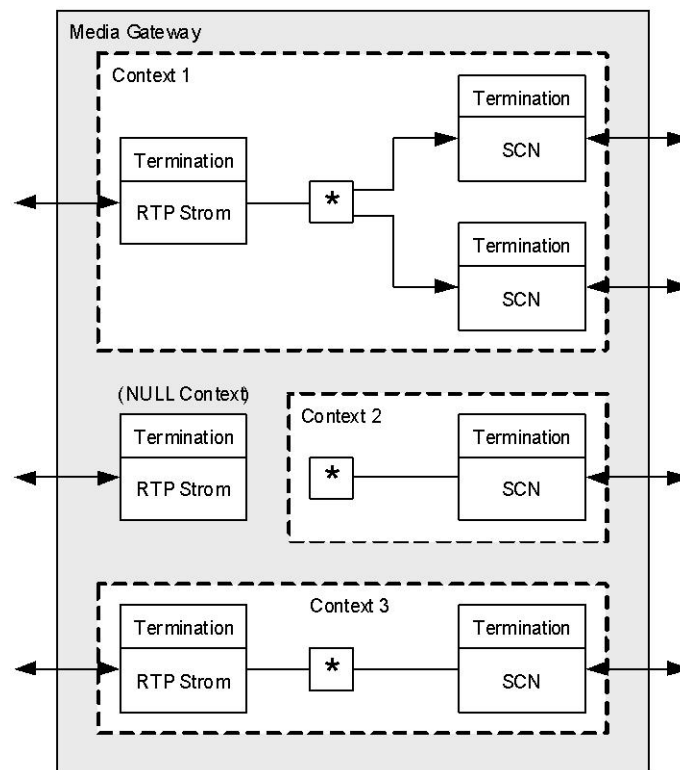 Media Gateway
Context 1
Termination
SCN
Termination
RTP Strom
*
Termination
SCN
(NULL Context)
Termination
RTP Strom
Context 2
*
Termination
SCN
Context 3
Termination
RTP Strom
*
Termination
SCN